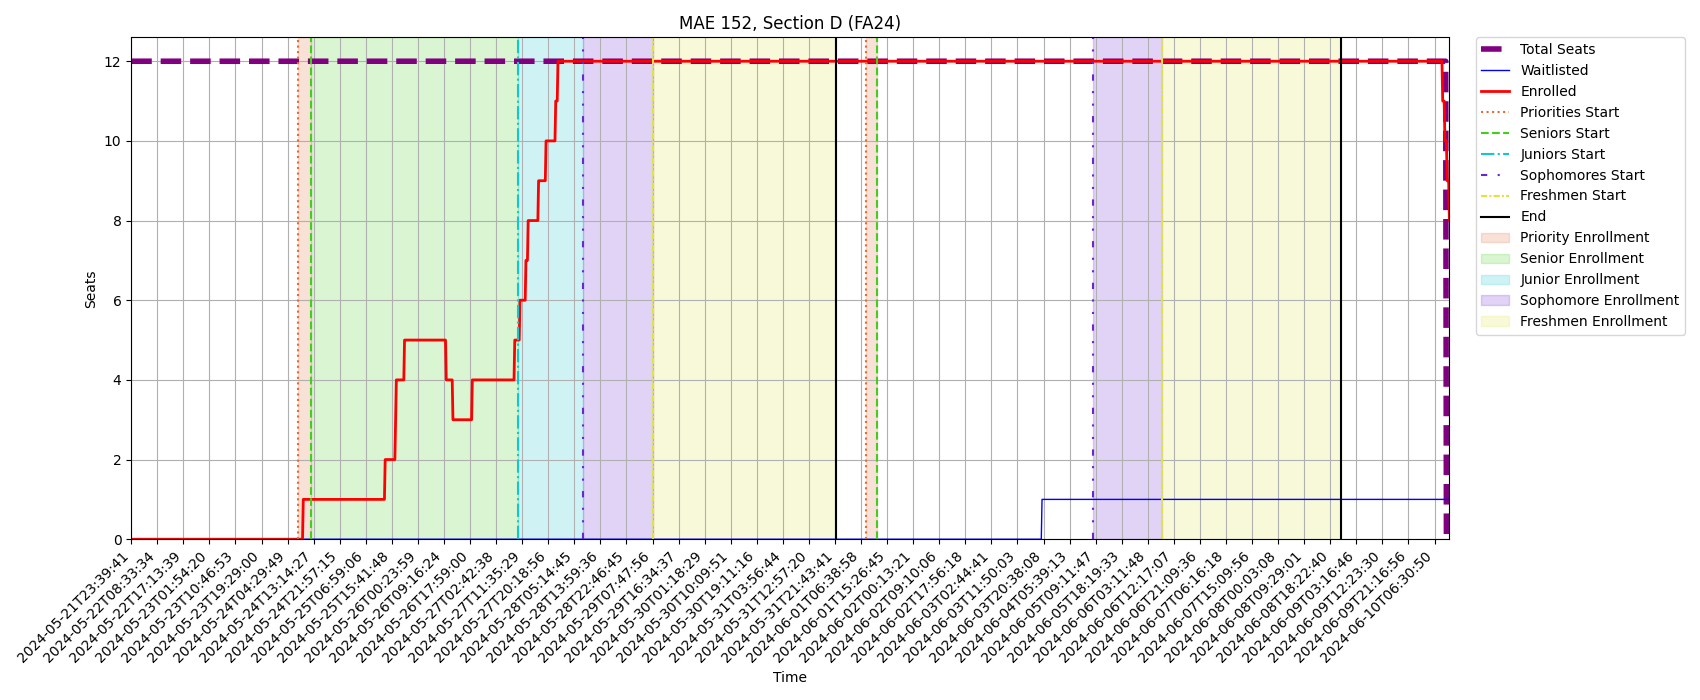 MAE 152, Section D (FA24)
Total Seats
Waitlisted
Enrolled
Priorities Start
Seniors Start
Juniors Start
Sophomores Start
Freshmen Start
End
Priority Enrollment
Senior Enrollment
Junior Enrollment
Sophomore Enrollment
Freshmen Enrollment
Seats
12
10
8
6
4
2
0
2024-05-21T23:39:41
2024-05-22T08:33:34
2024-05-22T17:13:39
2024-05-23T01:54:20
2024-05-23T10:46:53
2024-05-23T19:29:00
2024-05-24T04:29:49
2024-05-24T13:14:27
2024-05-24T21:57:15
2024-05-25T06:59:06
2024-05-25T15:41:48
2024-05-26T00:23:59
2024-05-26T09:16:24
2024-05-26T17:59:00
2024-05-27T02:42:38
2024-05-27T11:35:29
2024-05-27T20:18:56
2024-05-28T05:14:45
2024-05-28T13:59:36
2024-05-28T22:46:45
2024-05-29T07:47:56
2024-05-29T16:34:37
2024-05-30T01:18:29
2024-05-30T10:09:51
2024-05-30T19:11:16
2024-05-31T03:56:44
2024-05-31T12:57:20
2024-05-31T21:43:41
2024-06-01T06:38:58
2024-06-01T15:26:45
2024-06-02T00:13:21
2024-06-02T09:10:06
2024-06-02T17:56:18
2024-06-03T02:44:41
2024-06-03T11:50:03
2024-06-03T20:38:08
2024-06-04T05:39:13
2024-06-05T09:11:47
2024-06-05T18:19:33
2024-06-06T03:11:48
2024-06-06T12:17:07
2024-06-06T21:09:36
2024-06-07T06:16:18
2024-06-07T15:09:56
2024-06-08T00:03:08
2024-06-08T09:29:01
2024-06-08T18:22:40
2024-06-09T03:16:46
2024-06-09T12:23:30
2024-06-09T21:16:56
2024-06-10T06:30:50
Time